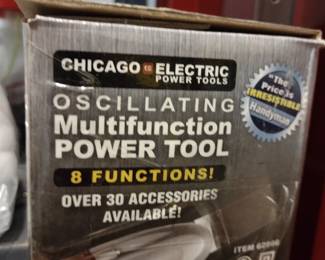 CHICAGO CE ELECTRIC
POWER TOOLS
"The
Price is
IRRESISTIBLE"
Handyman
OSCILLATING
Multifunction
POWER TOOL
8 FUNCTIONS!
OVER 30 ACCESSORIES
AVAILABLE!
ITEM